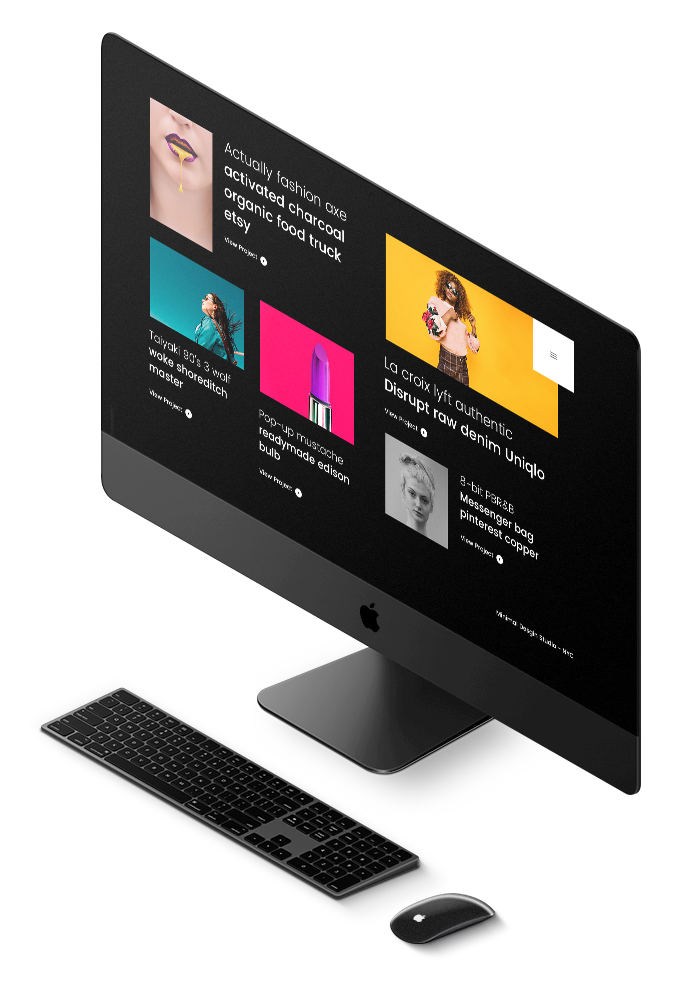 Actually fashion axe
activated charcoal
organic food truck
etsy
View Project
Taiyaki 80's 3 wolf
woke shoreditch
master
View Project
Pop-up mustache
readymade edison
bulb
View Project
La croix lyft authentic
Disrupt raw denim Uniqlo
View Project
8-bit PBR&B
Messenger bag
pinterest copper
View Project
Minimal Design Studio - NYC